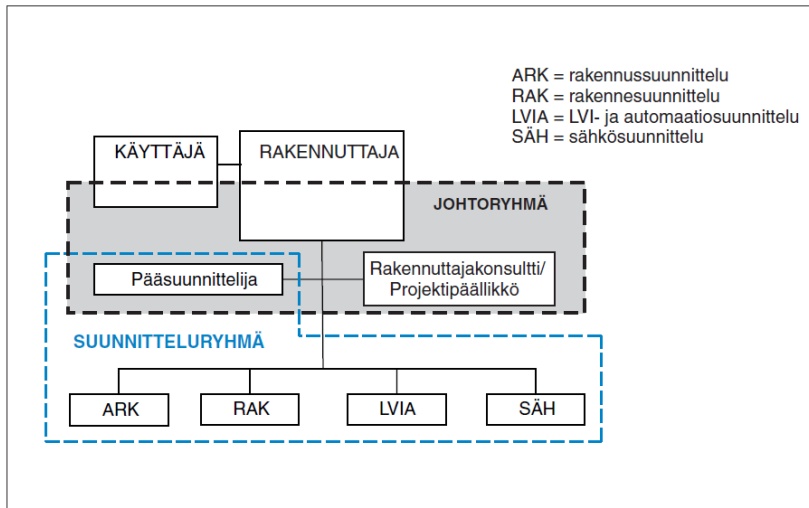 ARK = rakennussuunnittelu
RAK = rakennesuunnittelu
LVIA = LVI- ja automaatiosuunnittelu
SÄH = sähkösuunnittelu
KÄYTTÄJÄ
RAKENNUTTAJA
JOHTORYHMÄ
Pääsuunnittelija
Rakennuttajakonsultti/
Projektipäällikkö
SUUNNITTELURYHMÄ
ARK
RAK
LVIA
SÄH